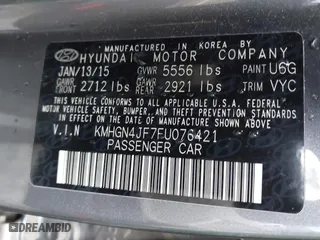 MANUFACTURED IN KOREA BY
HYUNDAI MOTOR COMPANY
JAN/13/15 GVWR 5556 lbs PAINT U6G
GAWR FRONT 2712 lbs GAWR REAR 2921 lbs TRIM VYC
THIS VEHICLE CONFORMS TO ALL APPLICABLE FEDERAL
MOTOR VEHICLE SAFETY, BUMPER, AND THEFT PREVENTION
STANDARDS IN EFFECT ON THE DATE OF MANUFACTURE
SHOWN ABOVE.
V.I.N KMHGN4JF7FU076421
PASSENGER CAR
DREAMBID